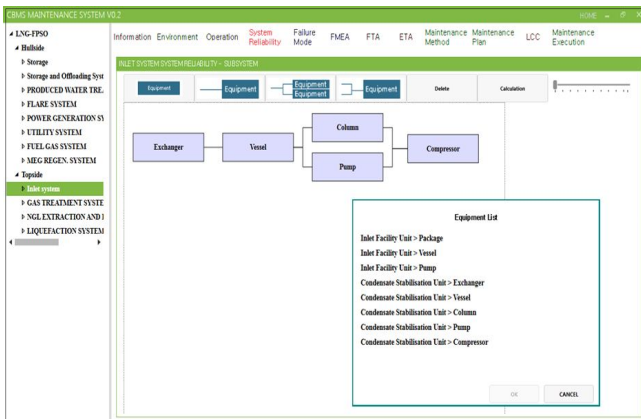 CBMS MAINTENANCE SYSTEM V0.2
HOME
LNG-FPSO
Hullside
Storage
Storage and Offloading Syst
PRODUCED WATER TRE.
FLARE SYSTEM
POWER GENERATION SY
UTILITY SYSTEM
FUEL GAS SYSTEM
MEG REGEN. SYSTEM
Topside
Inlet system
GAS TREATMENT SYSTE
NGL EXTRACTION AND
LIQUEFACTION SYSTEM
Information Environment Operation System Reliability Failure Mode FMEA FTA ETA Maintenance Method Maintenance Plan LCC Maintenance Execution
INLET SYSTEM SYSTEM RELIABILITY - SUBSYSTEM
Equipment
Equipment
Equipment
Equipment
Equipment
Delete
Calculation
Exchanger
Vessel
Column
Pump
Compressor
Equipment List
Inlet Facility Unit > Package
Inlet Facility Unit > Vessel
Inlet Facility Unit > Pump
Condensate Stabilisation Unit > Exchanger
Condensate Stabilisation Unit > Vessel
Condensate Stabilisation Unit > Column
Condensate Stabilisation Unit > Pump
Condensate Stabilisation Unit > Compressor
OK
CANCEL